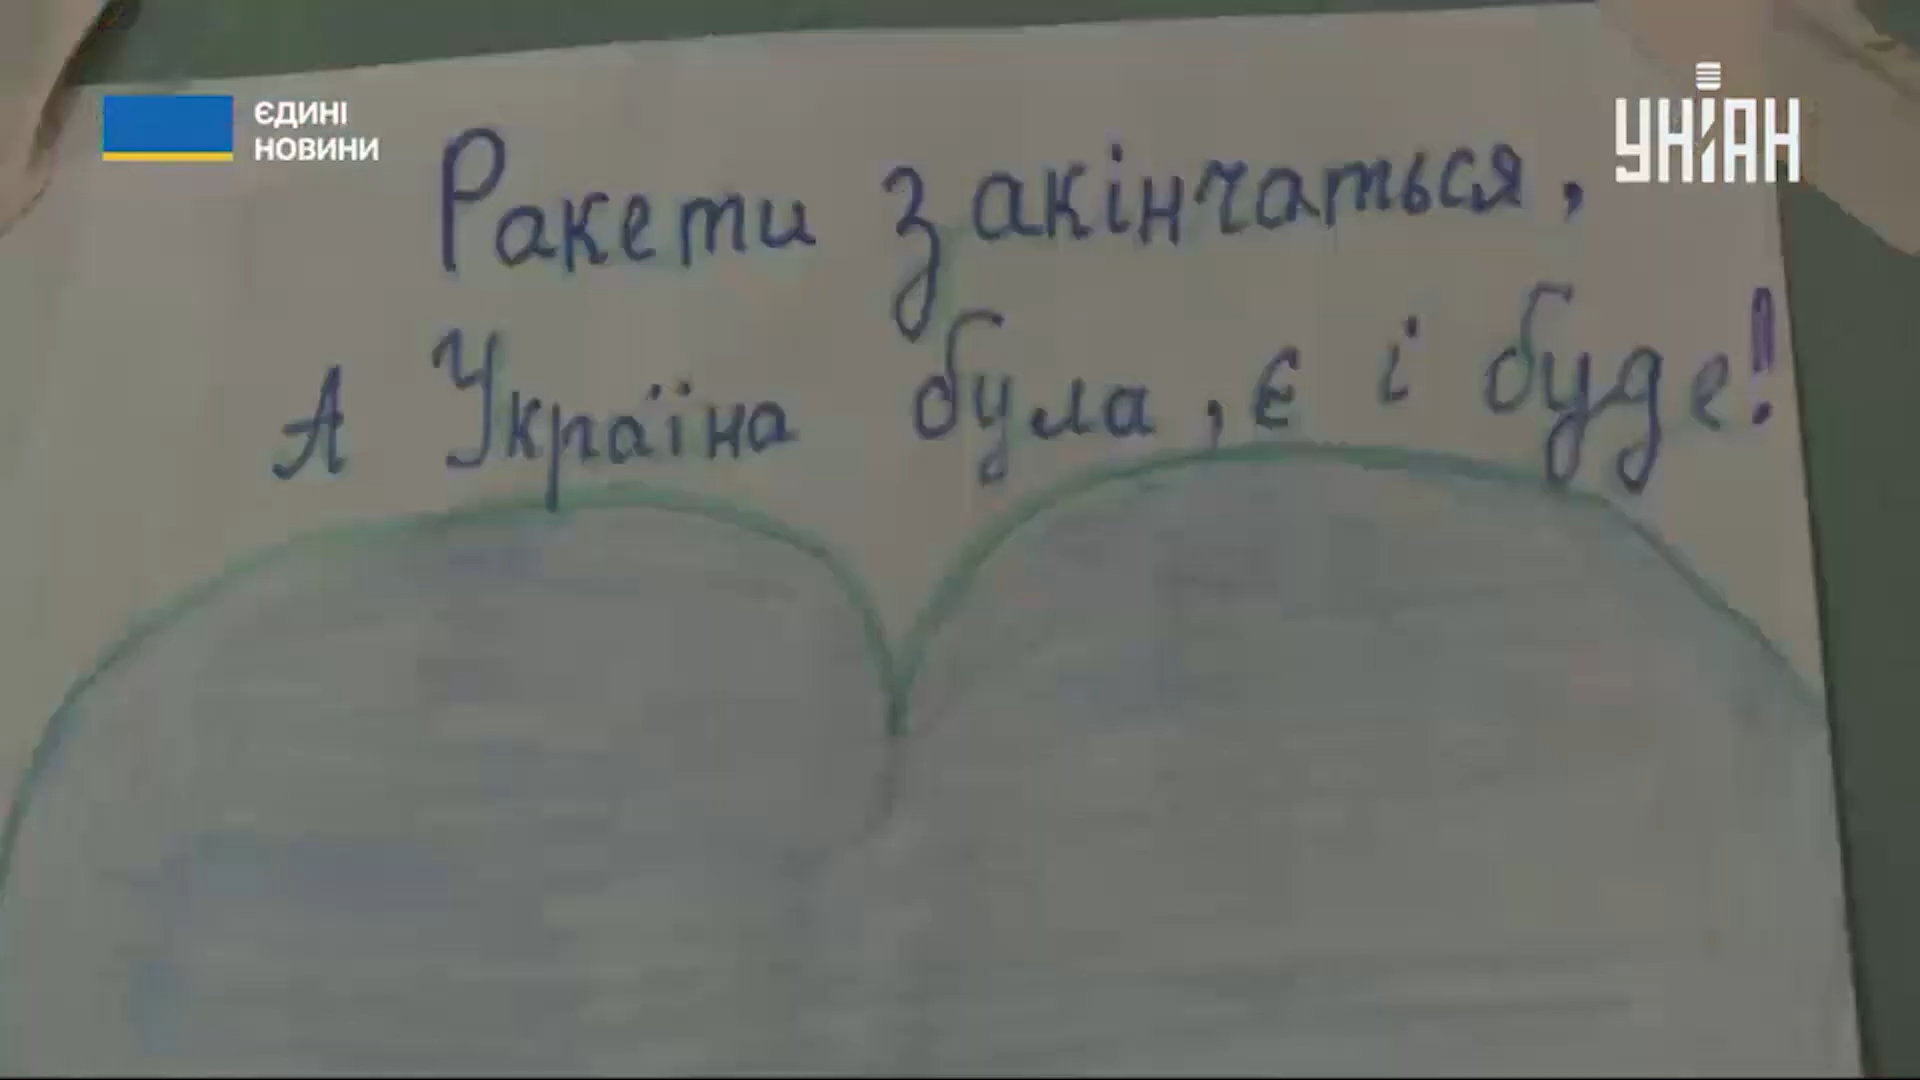 ЄДИНІ
НОВИНИ
УНІАН
Ракети закінчаться,
А Україна була, є і буде!